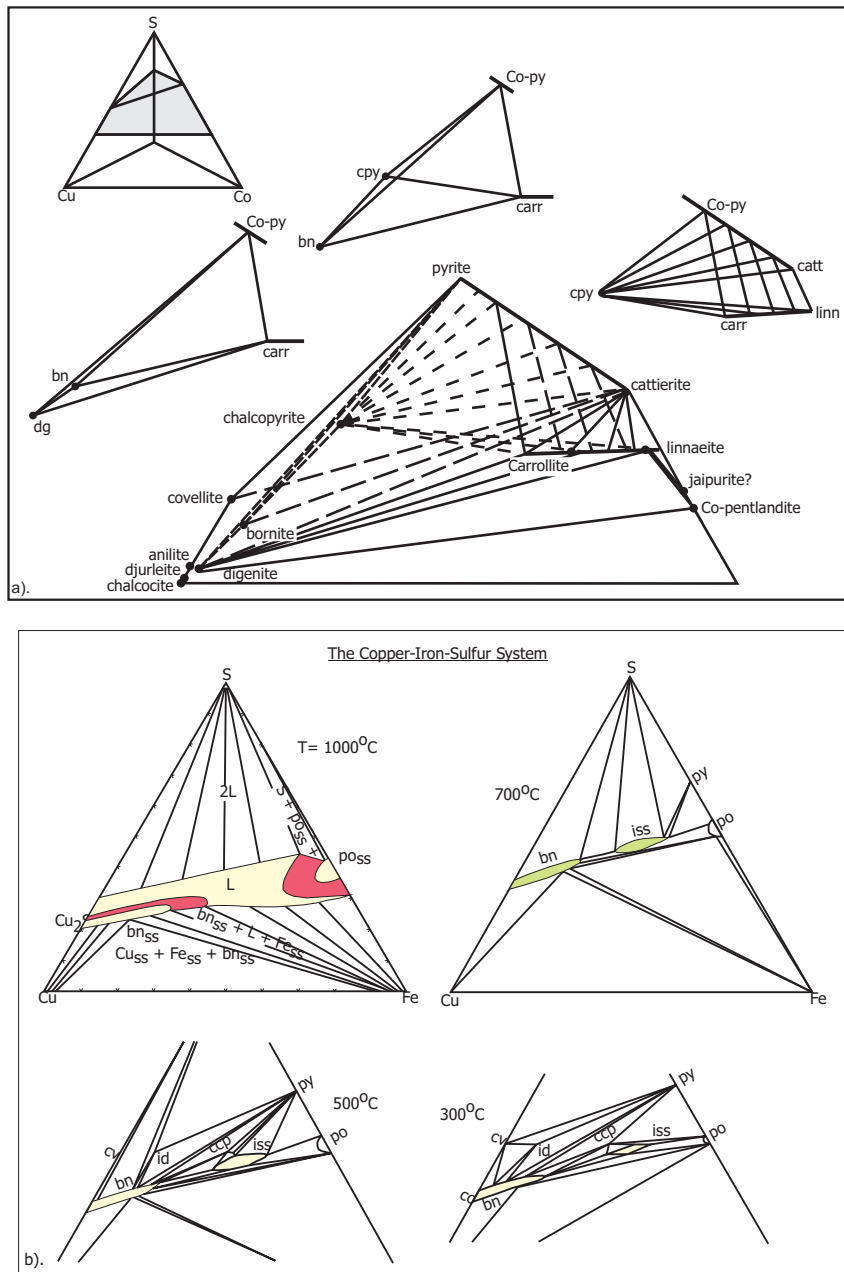 S
Cu
Co
Co-py
cpy
carr
bn
Co-py
carr
bn
dg
Co-py
catt
cpy
carr
linn
pyrite
cattierite
chalcopyrite
linnaeite
Carrollite
jaipurite?
covellite
Co-pentlandite
bornite
anilite
djurleite
digenite
chalcocite
a).
The Copper-Iron-Sulfur System
S
T= 1000°C
2L
S + poss +
poss
L
Cu2
bnss
bnss + L + Fess
Cuss + Fess + bnss
Cu
Fe
S
700°C
py
po
iss
bn
Cu
Fe
py
500°C
po
cv
id
ccp
iss
bn
py
300°C
po
cv
id
ccp
iss
co
bn
b).